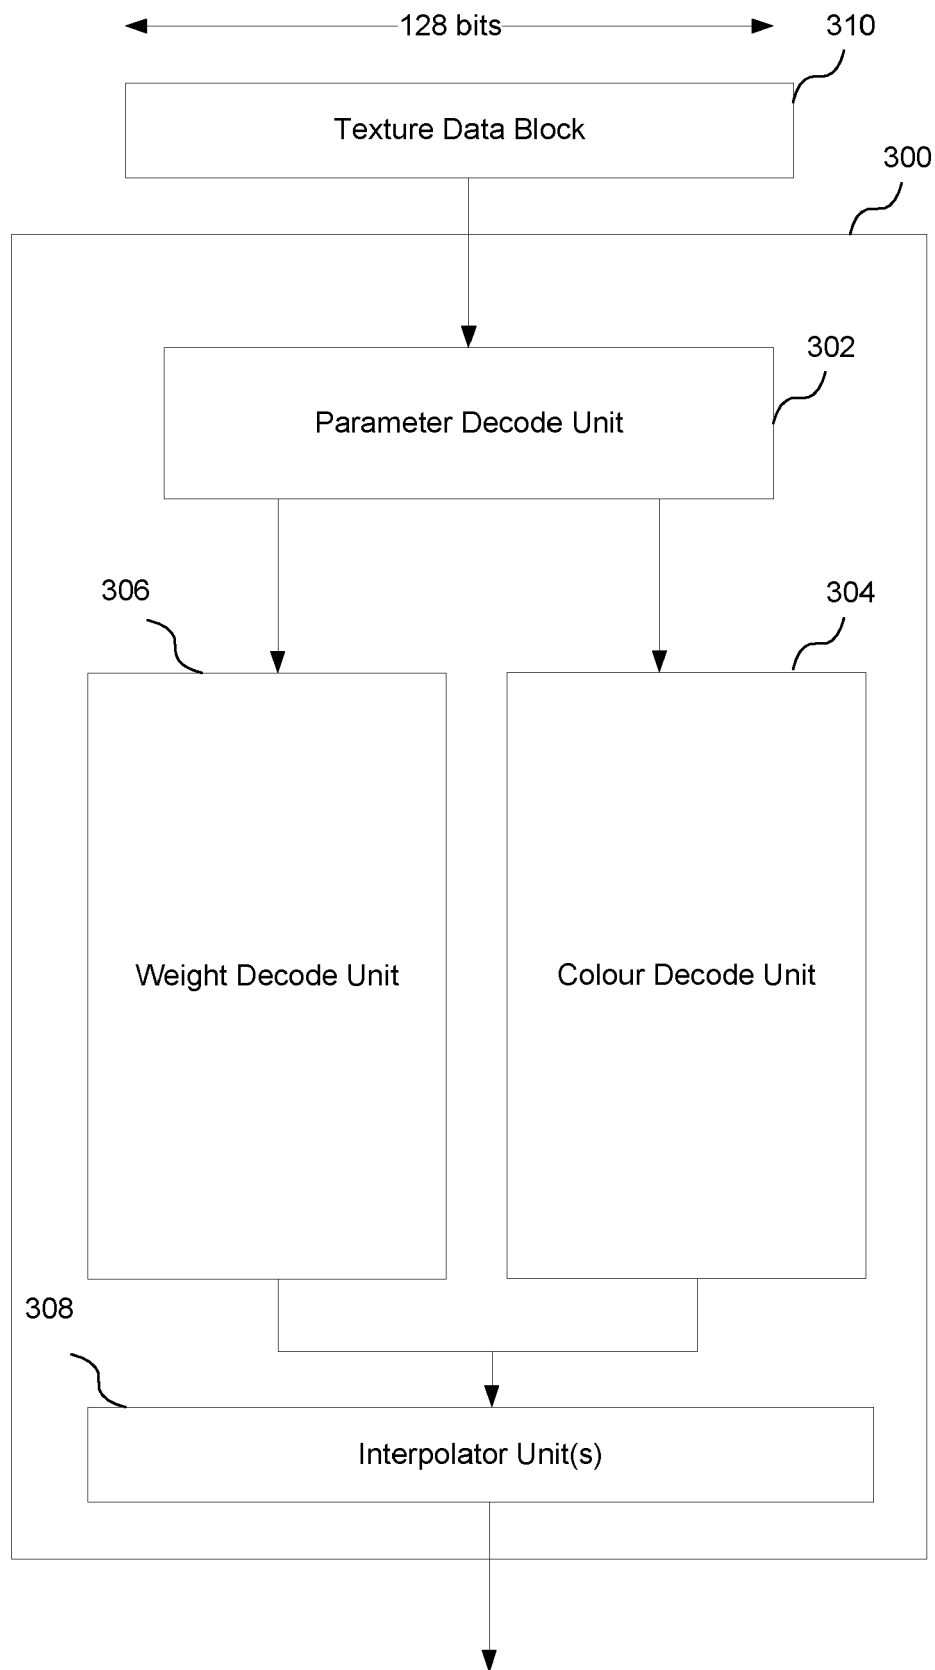 128 bits
310
Texture Data Block
300
302
Parameter Decode Unit
306
304
Weight Decode Unit
Colour Decode Unit
308
Interpolator Unit(s)